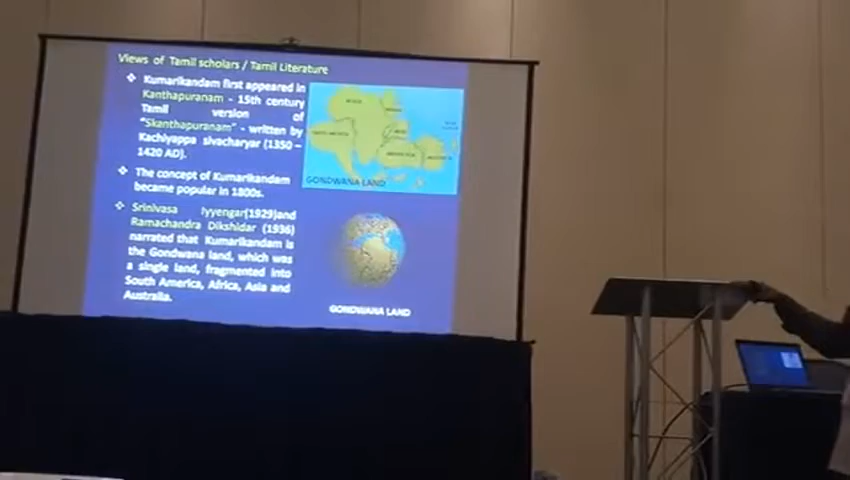 Views of Tamil scholars / Tamil Literature
Kumarikandam first appeared in
Kanthapuranam - 15th century
Tamil version of
"Skanthapuranam" - written by
Kachiyappa sivacharyar (1350 –
1420 AD).
The concept of Kumarikandam
became popular in 1800s.
Srinivasa Iyyengar(1929)and
Ramachandra Dikshidar (1936)
narrated that Kumarikandam is
the Gondwana land, which was
a single land, fragmented into
South America, Africa, Asia and
Australia.
GONDWANA LAND
GONDWANA LAND